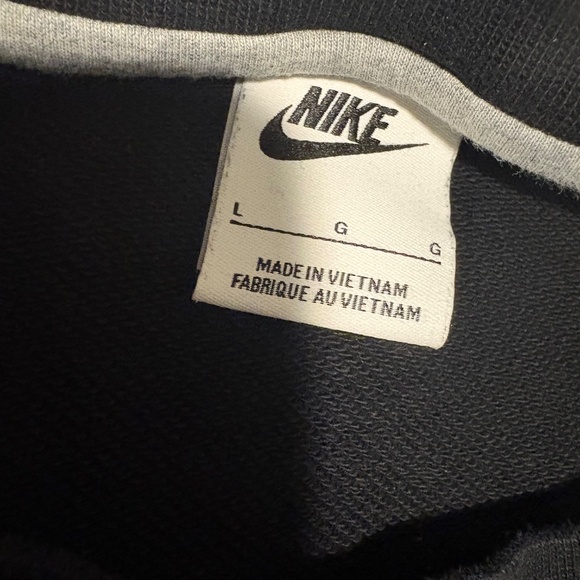 NIKE
L G G
MADE IN VIETNAM
FABRIQUE AU VIETNAM